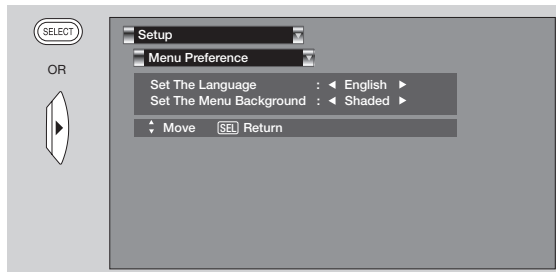 SELECT
OR
Setup
Menu Preference
Set The Language : ◄ English ►
Set The Menu Background : ◄ Shaded ►
Move SEL Return